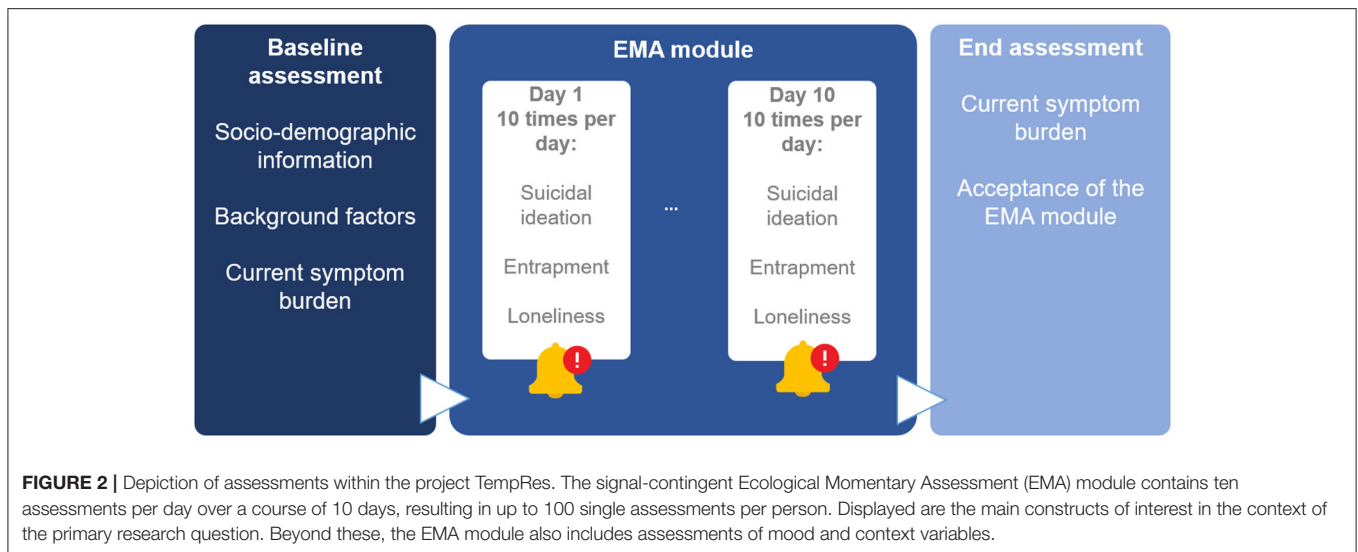 Baseline
assessment
Socio-demographic
information
Background factors
Current symptom
burden
EMA module
Day 1
10 times per
day:
Suicidal
ideation
Entrapment
Loneliness
!
...
Day 10
10 times per
day:
Suicidal
ideation
Entrapment
Loneliness
!
End assessment
Current symptom
burden
Acceptance of the
EMA module
FIGURE 2 | Depiction of assessments within the project TempRes. The signal-contingent Ecological Momentary Assessment (EMA) module contains ten
assessments per day over a course of 10 days, resulting in up to 100 single assessments per person. Displayed are the main constructs of interest in the context of
the primary research question. Beyond these, the EMA module also includes assessments of mood and context variables.